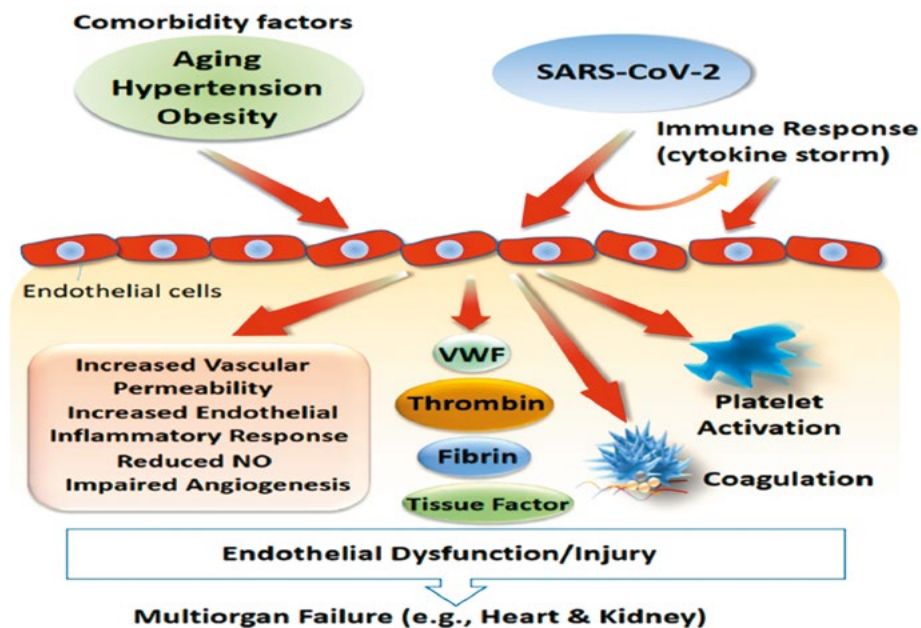 Comorbidity factors
Aging
Hypertension
Obesity
SARS-CoV-2
Immune Response
(cytokine storm)
Endothelial cells
Increased Vascular
Permeability
Increased Endothelial
Inflammatory Response
Reduced NO
Impaired Angiogenesis
VWF
Thrombin
Fibrin
Tissue Factor
Platelet
Activation
Coagulation
Endothelial Dysfunction/Injury
Multiorgan Failure (e.g., Heart & Kidney)